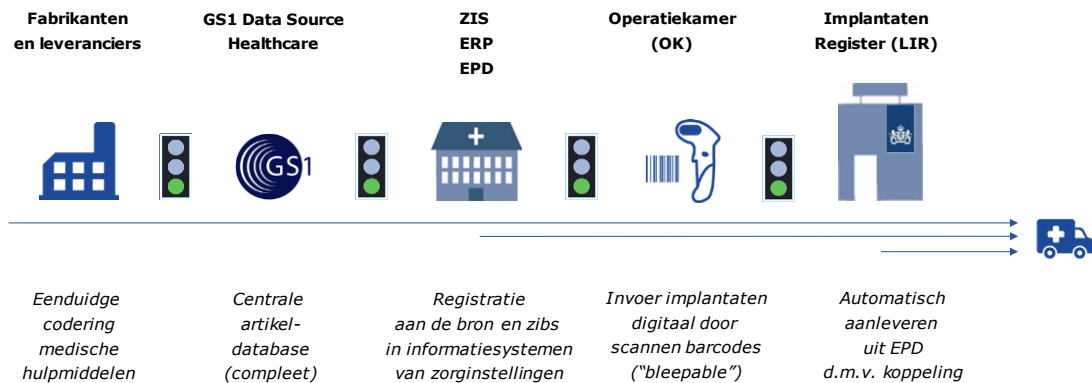 Fabrikanten
en leveranciers
GS1 Data Source
Healthcare
ZIS
ERP
EPD
Operatiekamer
(OK)
Implantaten
Register (LIR)
GS1
Eenduidge
codering
medische
hulpmiddelen
Centrale
artikel-
database
(compleet)
Registratie
aan de bron en zibs
in informatiesystemen
van zorginstellingen
Invoer implantaten
digitaal door
scannen barcodes
("bleepable")
Automatisch
aanleveren
uit EPD
d.m.v. koppeling